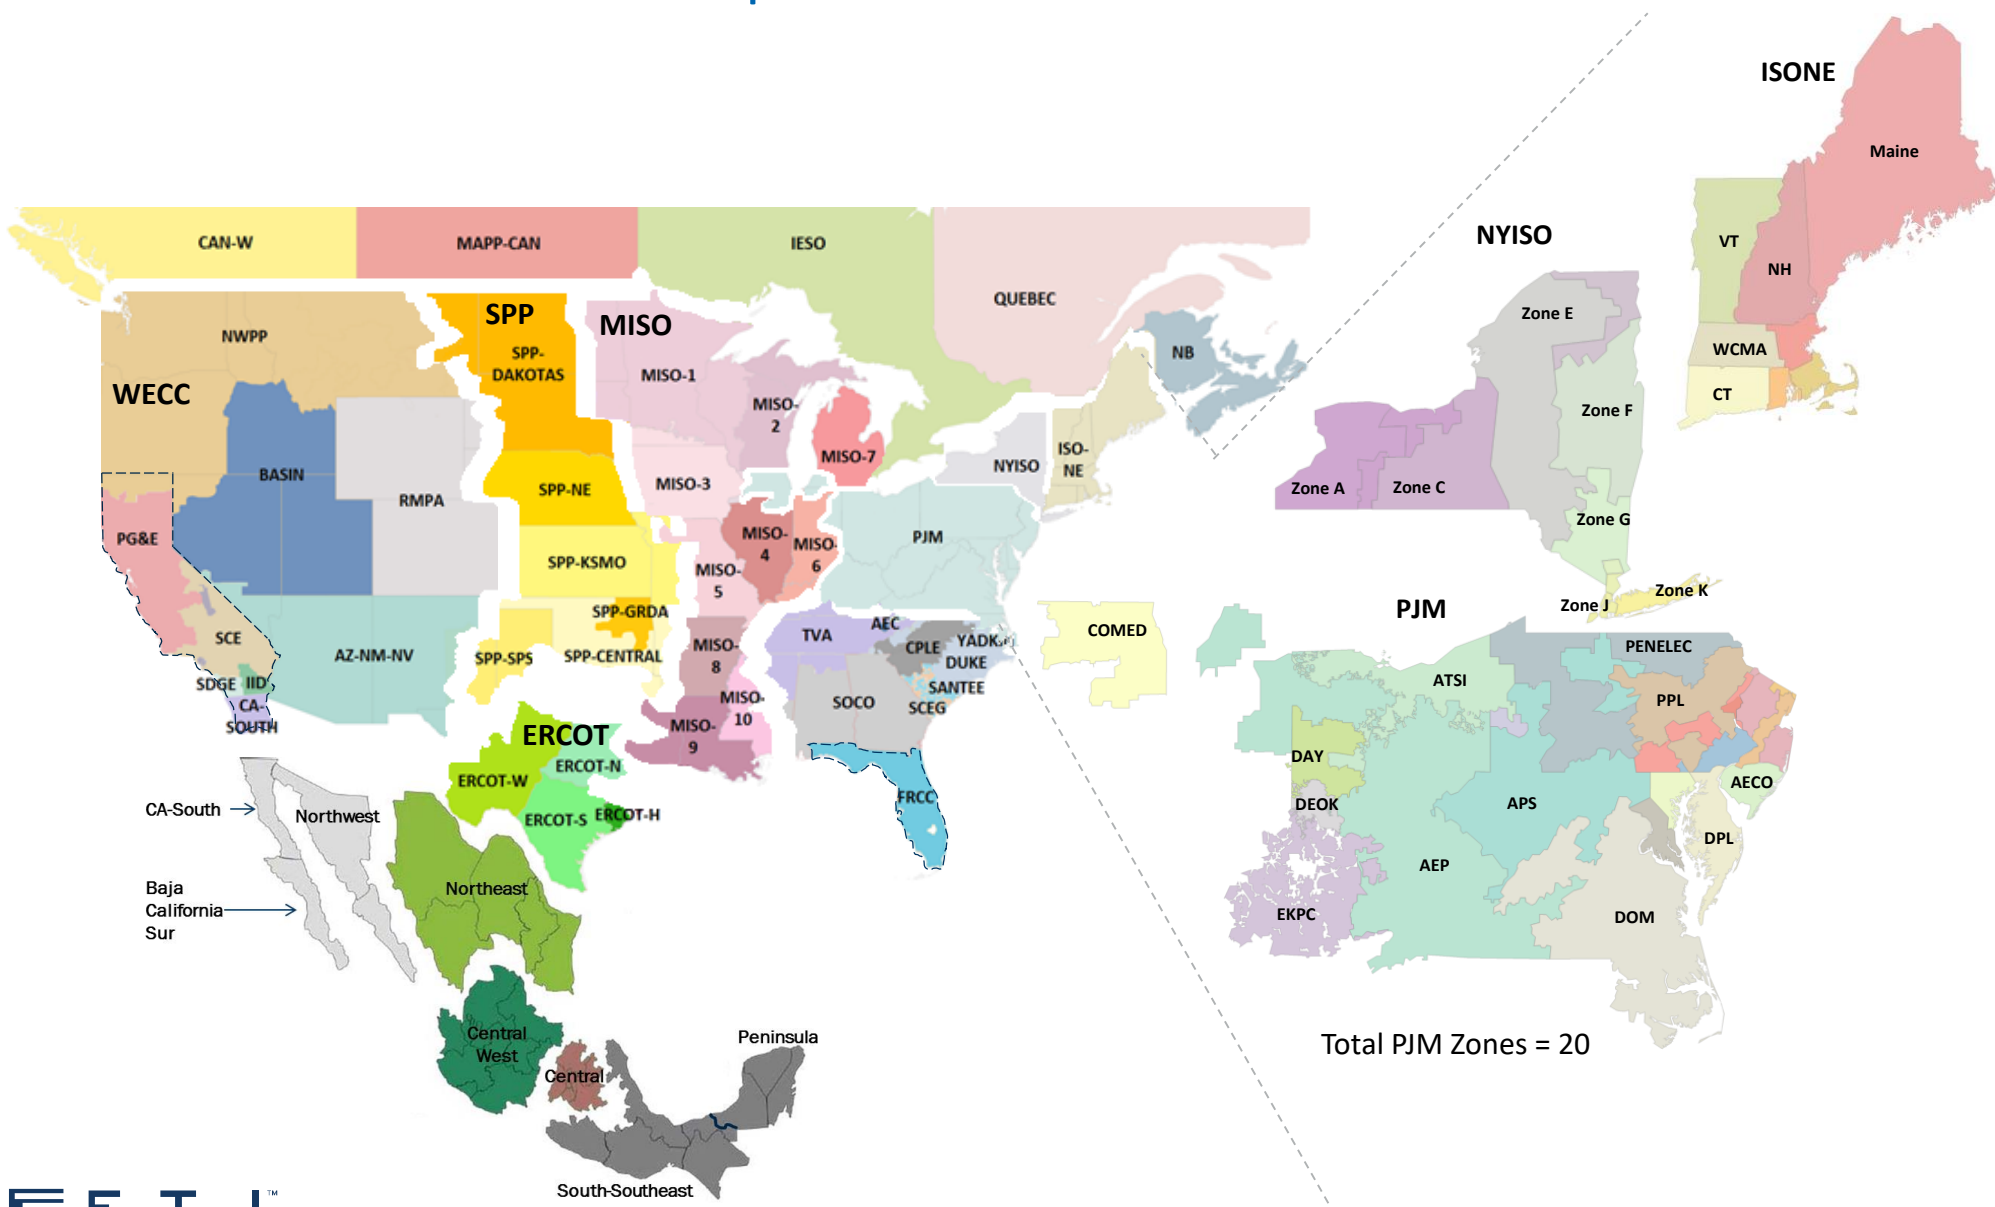 ISONE
Maine
VT
NH
WCMA
CT
NYISO
Zone E
Zone F
Zone A
Zone C
Zone G
Zone J
Zone K
CAN-W
MAPP-CAN
IESO
QUEBEC
NB
NWPP
WECC
BASIN
RMPA
PG&E
SCE
AZ-NM-NV
SDGE
IID
CA-
SOUTH
SPP
SPP-
DAKOTAS
SPP-NE
SPP-KSMO
SPP-GRDA
SPP-SPS
SPP-CENTRAL
MISO
MISO-1
MISO-
2
MISO-7
MISO-3
MISO-
4
MISO-
6
MISO-
5
MISO-
8
MISO-
10
MISO-
9
NYISO
ISO-
NE
PJM
TVA
AEC
CPLE
YADK
DUKE
SANTEE
SCEG
SOCO
FRCC
ERCOT
ERCOT-N
ERCOT-W
ERCOT-S
ERCOT-H
CA-South
Northwest
Baja
California
Sur
Northeast
Central
West
Central
Peninsula
South-Southeast
PJM
COMED
PENELEC
ATSI
PPL
DAY
DEOK
APS
AECO
DPL
AEP
EKPC
DOM
Total PJM Zones = 20